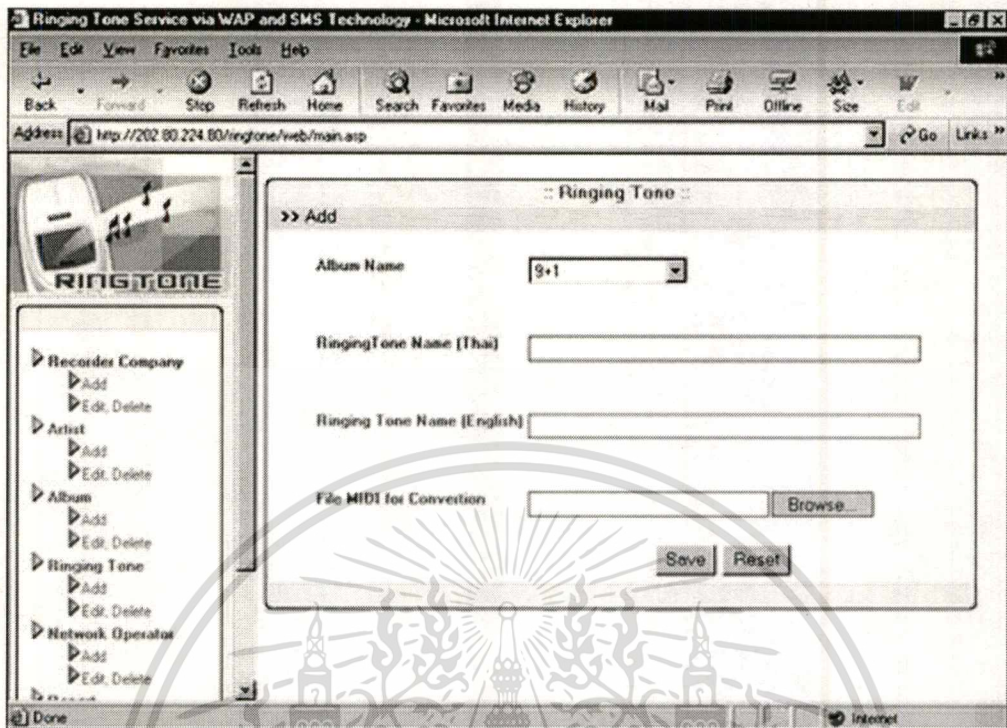 Ringing Tone Service via WAP and SMS Technology - Microsoft Internet Explorer
File Edit View Favorites Tools Help
Back Forward Stop Refresh Home Search Favorites Media History Mail Print Offline Size Edit
Address http://202.80.224.80/ringtone/web/main.asp Go Links »
RINGTONE
Recorder Company
Add
Edit, Delete
Artist
Add
Edit, Delete
Album
Add
Edit, Delete
Ringing Tone
Add
Edit, Delete
Network Operator
Add
Edit, Delete
:: Ringing Tone ::
>> Add
Album Name 9+1
RingingTone Name (Thai)
Ringing Tone Name (English)
File MIDI for Convertion Browse...
Save Reset
Done Internet